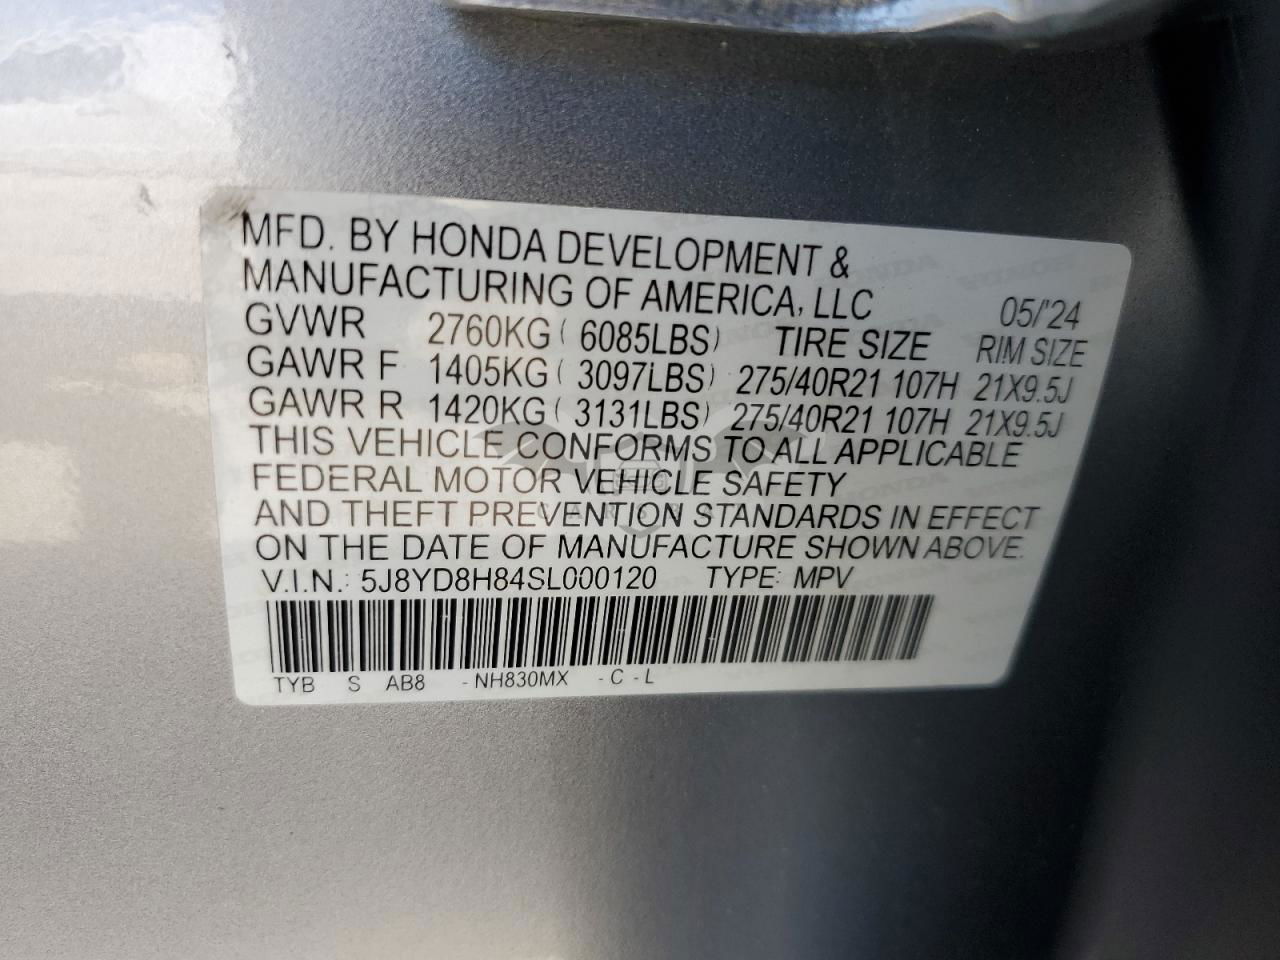 MFD. BY HONDA DEVELOPMENT &
MANUFACTURING OF AMERICA, LLC 05/'24
GVWR 2760KG ( 6085LBS) TIRE SIZE RIM SIZE
GAWR F 1405KG ( 3097LBS) 275/40R21 107H 21X9.5J
GAWR R 1420KG ( 3131LBS) 275/40R21 107H 21X9.5J
THIS VEHICLE CONFORMS TO ALL APPLICABLE
FEDERAL MOTOR VEHICLE SAFETY
AND THEFT PREVENTION STANDARDS IN EFFECT
ON THE DATE OF MANUFACTURE SHOWN ABOVE.
V.I.N.: 5J8YD8H84SL000120 TYPE: MPV
TYB S AB8 - NH830MX - C - L